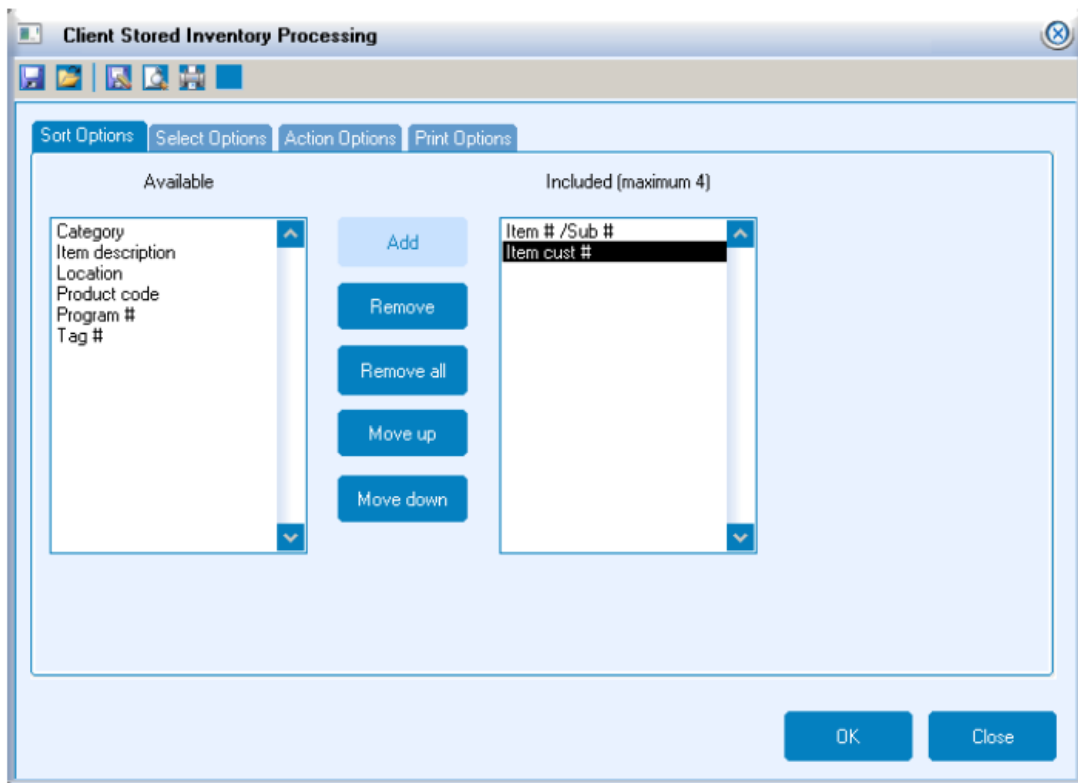 Client Stored Inventory Processing
Sort Options Select Options Action Options Print Options
Available Included (maximum 4)
Category
Item description
Location
Product code
Program #
Tag #
Add
Remove
Remove all
Move up
Move down
Item # /Sub #
Item cust #
OK Close